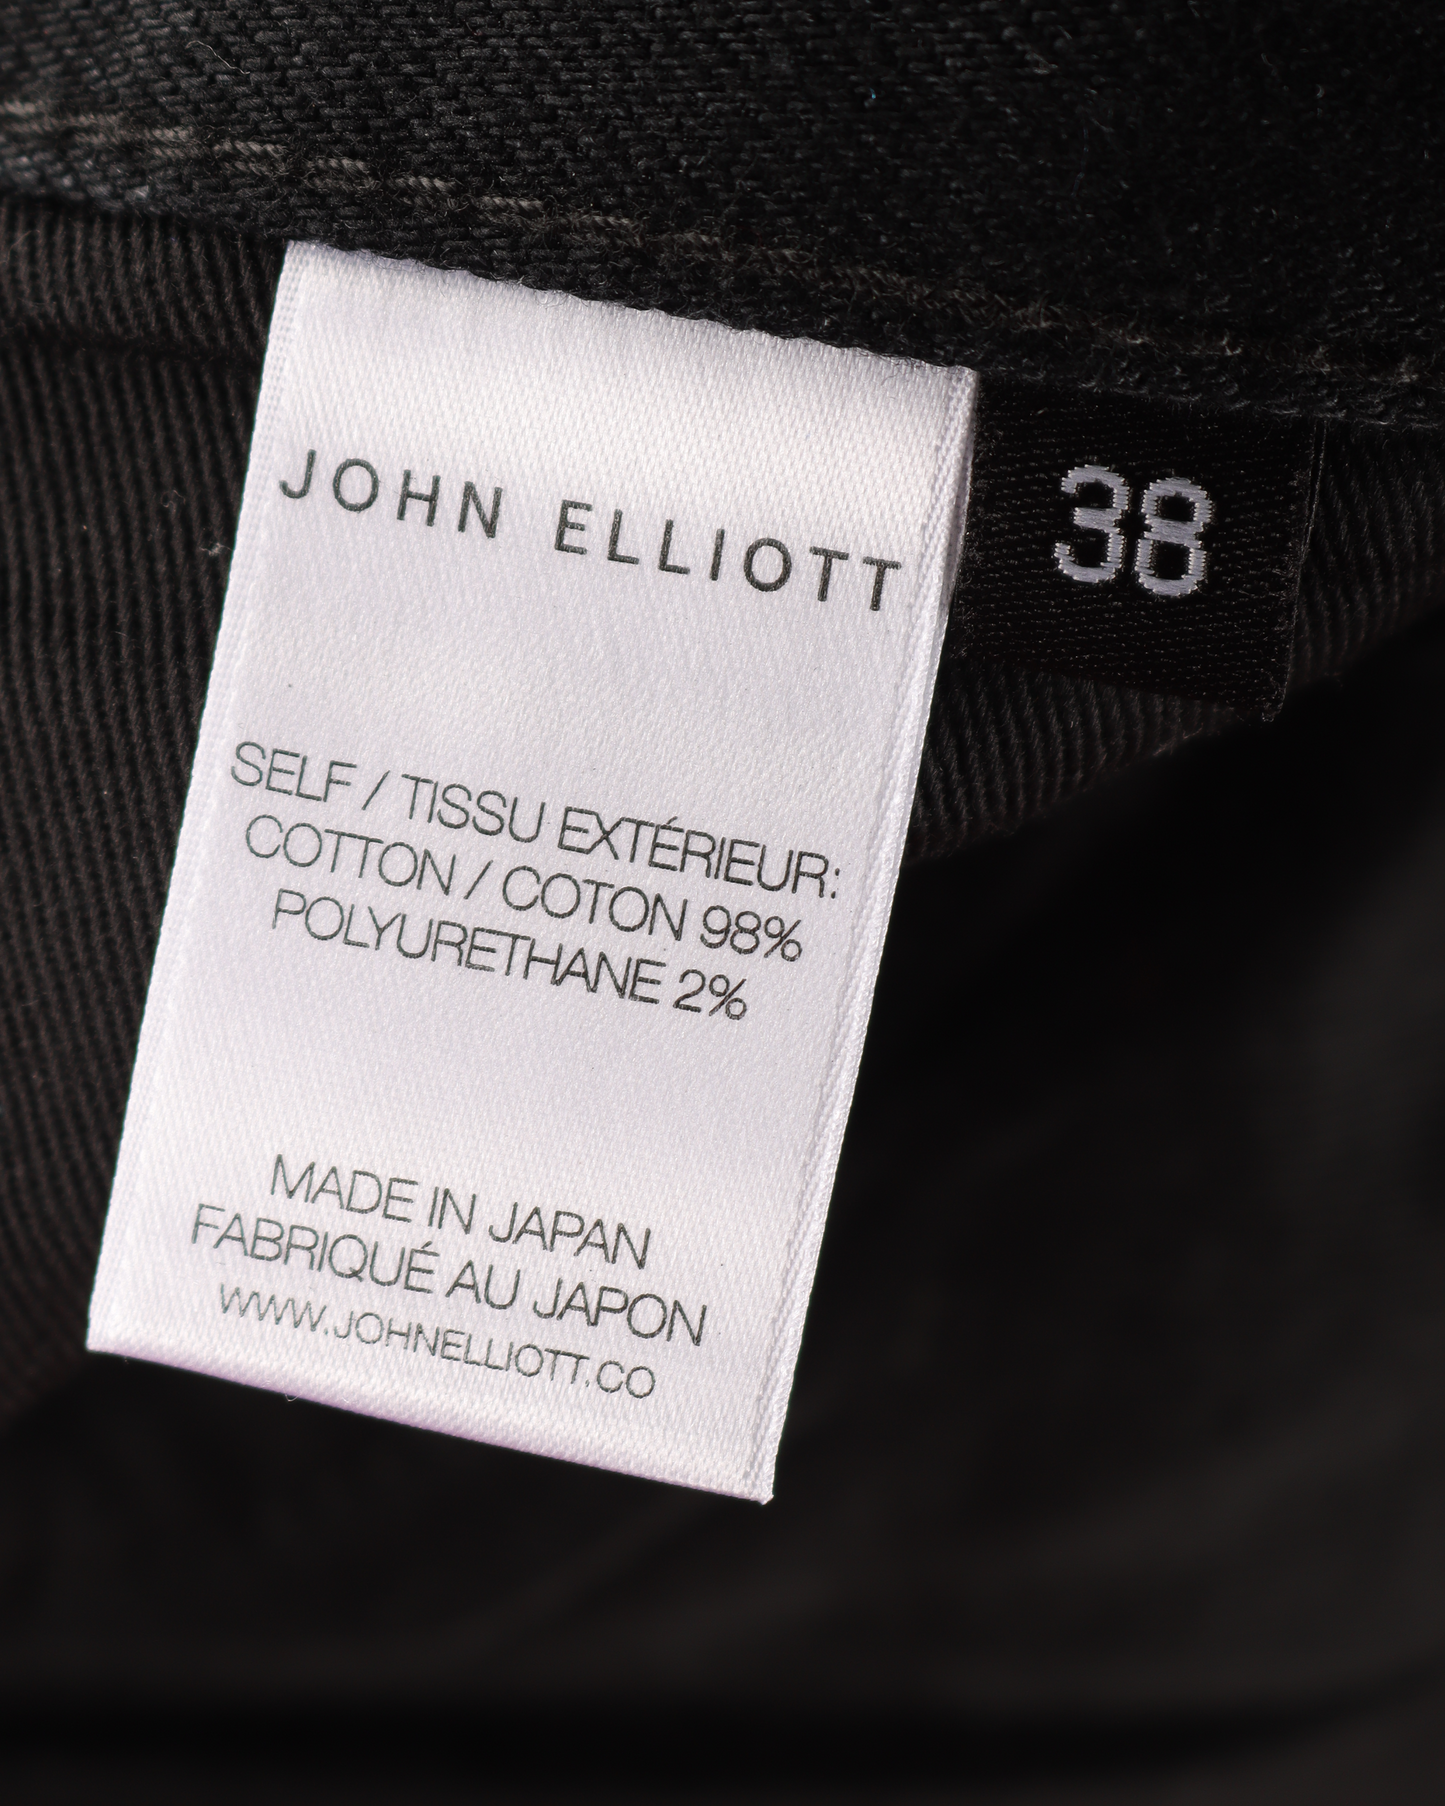 JOHN ELLIOTT
38
SELF / TISSU EXTÉRIEUR:
COTTON / COTON 98%
POLYURETHANE 2%
MADE IN JAPAN
FABRIQUÉ AU JAPON
WWW.JOHNELLIOTT.CO